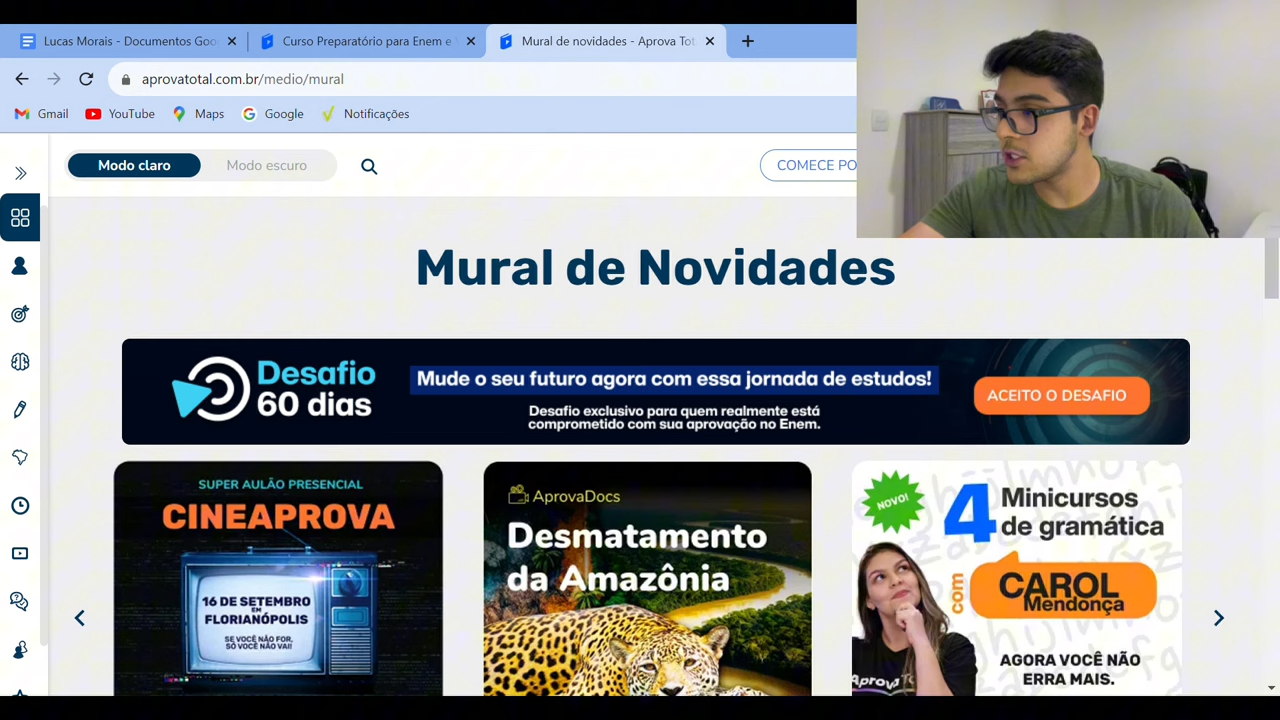 Lucas Morais - Documentos Goo
Curso Preparatório para Enem e
Mural de novidades - Aprova Tot
aprovatotal.com.br/medio/mural
Gmail
YouTube
Maps
Google
Notificações
Modo claro
Modo escuro
COMECE PO
Mural de Novidades
Desafio
60 dias
Mude o seu futuro agora com essa jornada de estudos!
Desafio exclusivo para quem realmente está
comprometido com sua aprovação no Enem.
ACEITO O DESAFIO
SUPER AULÃO PRESENCIAL
CINEAPROVA
16 DE SETEMBRO
EM
FLORIANÓPOLIS
SE VOCÊ NÃO FOR,
SÓ VOCÊ NÃO VAI!
AprovaDocs
Desmatamento
da Amazônia
NOVO!
4 Minicursos
de gramática
com
CAROL
Mendonça
AGORA VOCÊ NÃO
ERRA MAIS.